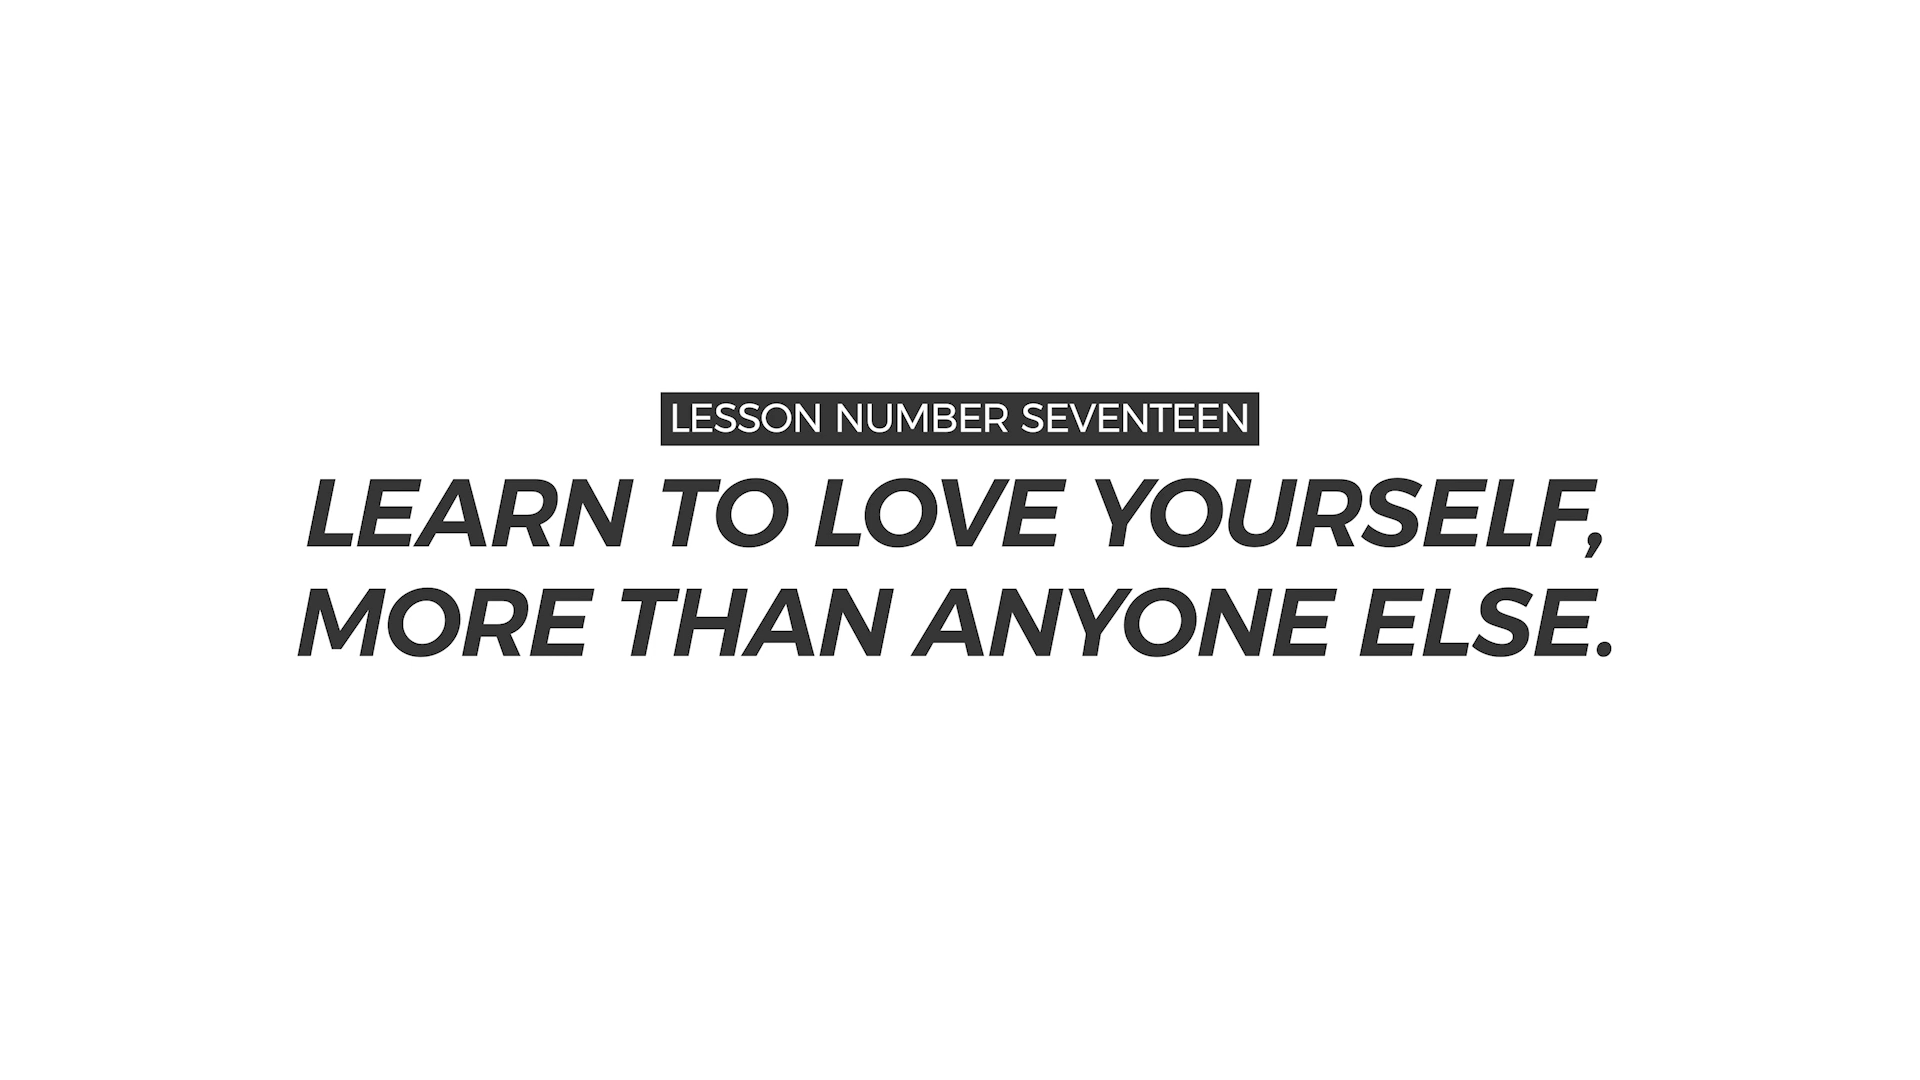 LESSON NUMBER SEVENTEEN
LEARN TO LOVE YOURSELF,
MORE THAN ANYONE ELSE.